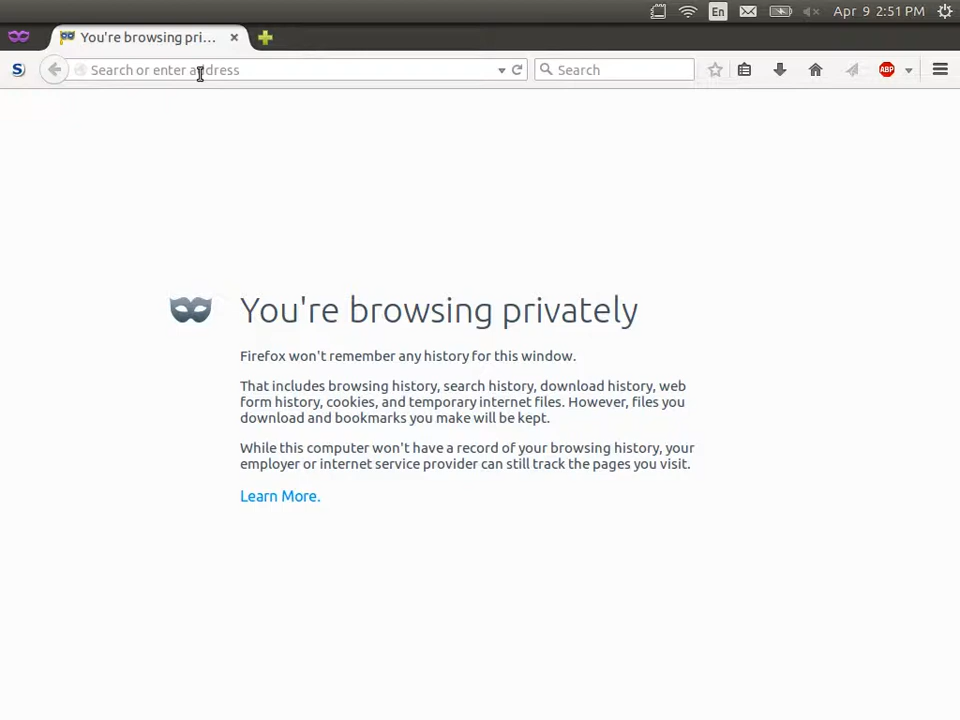 En
Apr 9 2:51 PM
You're browsing pri...
S
Search or enter address
Search
ABP
You're browsing privately
Firefox won't remember any history for this window.
That includes browsing history, search history, download history, web
form history, cookies, and temporary internet files. However, files you
download and bookmarks you make will be kept.
While this computer won't have a record of your browsing history, your
employer or internet service provider can still track the pages you visit.
Learn More.